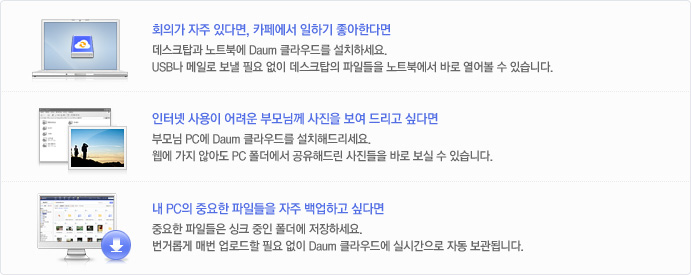 회의가 자주 있다면, 카페에서 일하기 좋아한다면
데스크탑과 노트북에 Daum 클라우드를 설치하세요.
USB나 메일로 보낼 필요 없이 데스크탑의 파일들을 노트북에서 바로 열어볼 수 있습니다.
인터넷 사용이 어려운 부모님께 사진을 보여 드리고 싶다면
부모님 PC에 Daum 클라우드를 설치해드리세요.
웹에 가지 않아도 PC 폴더에서 공유해드린 사진들을 바로 보실 수 있습니다.
내 PC의 중요한 파일들을 자주 백업하고 싶다면
중요한 파일들은 싱크 중인 폴더에 저장하세요.
번거롭게 매번 업로드할 필요 없이 Daum 클라우드에 실시간으로 자동 보관됩니다.